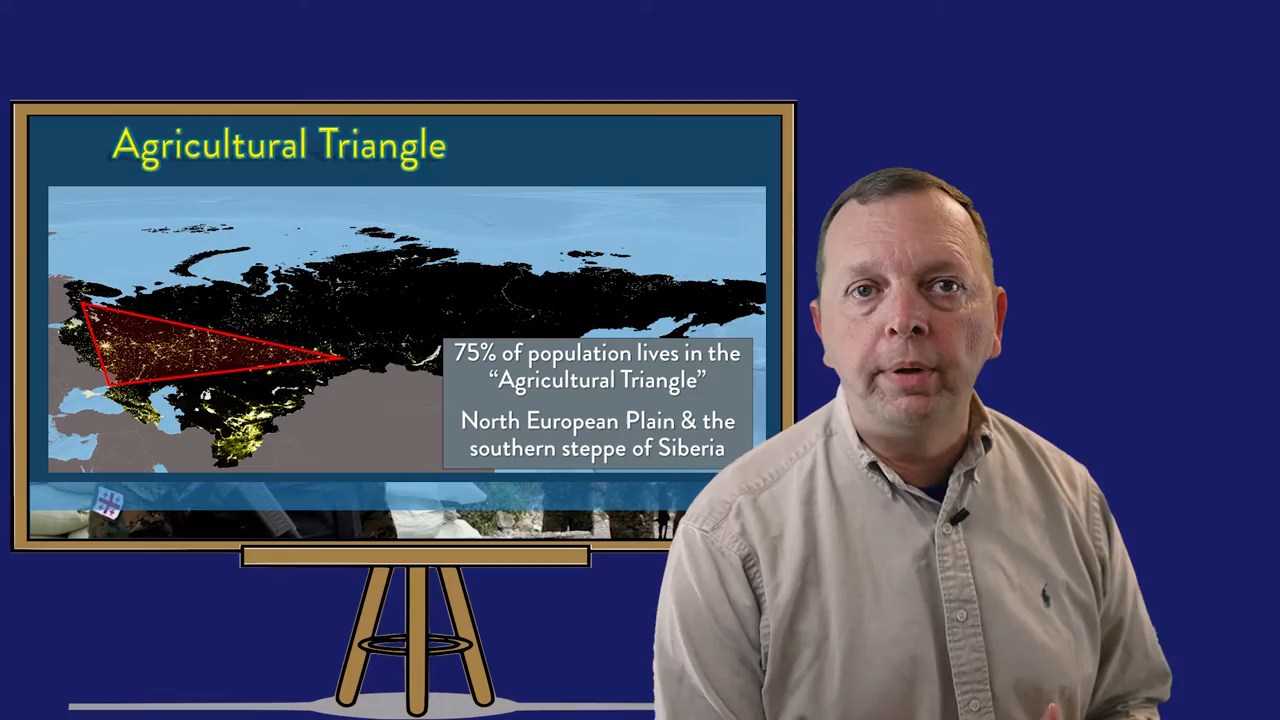 Agricultural Triangle
75% of population lives in the
“Agricultural Triangle”
North European Plain & the
southern steppe of Siberia